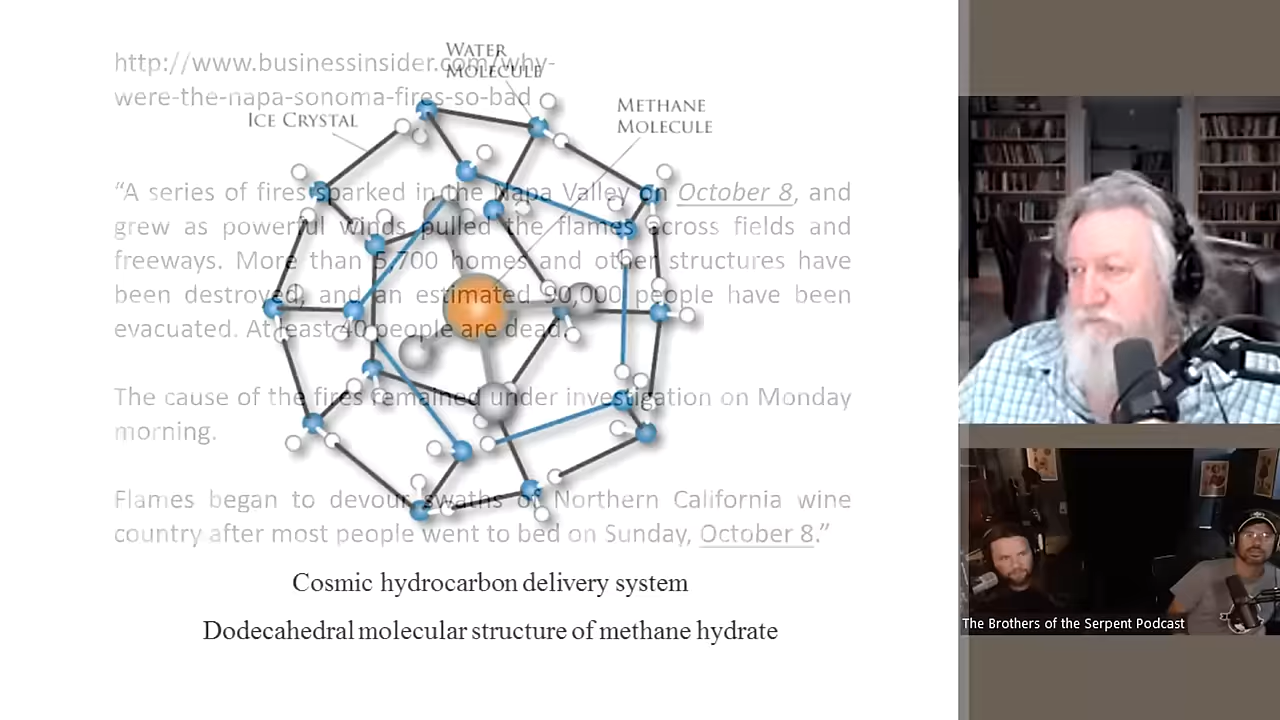 http://www.businessinsider.com/why-
were-the-napa-sonoma-fires-so-bad
WATER
MOLECULE
ICE CRYSTAL
METHANE
MOLECULE
“A series of fires sparked in the Napa Valley on October 8, and
grew as powerful winds pulled the flames across fields and
freeways. More than 5,700 homes and other structures have
been destroyed, and an estimated 90,000 people have been
evacuated. At least 40 people are dead.
The cause of the fires remained under investigation on Monday
morning.
Flames began to devour swaths of Northern California wine
country after most people went to bed on Sunday, October 8.”
Cosmic hydrocarbon delivery system
Dodecahedral molecular structure of methane hydrate
The Brothers of the Serpent Podcast